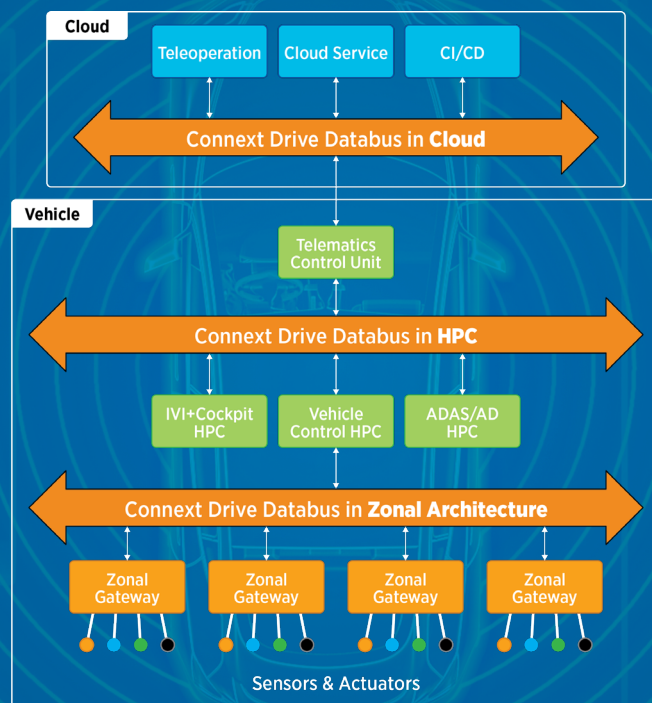 Cloud
Teleoperation
Cloud Service
CI/CD
Connext Drive Databus in Cloud
Vehicle
Telematics
Control Unit
Connext Drive Databus in HPC
IVI+Cockpit
HPC
Vehicle
Control HPC
ADAS/AD
HPC
Connext Drive Databus in Zonal Architecture
Zonal
Gateway
Zonal
Gateway
Zonal
Gateway
Zonal
Gateway
Sensors & Actuators